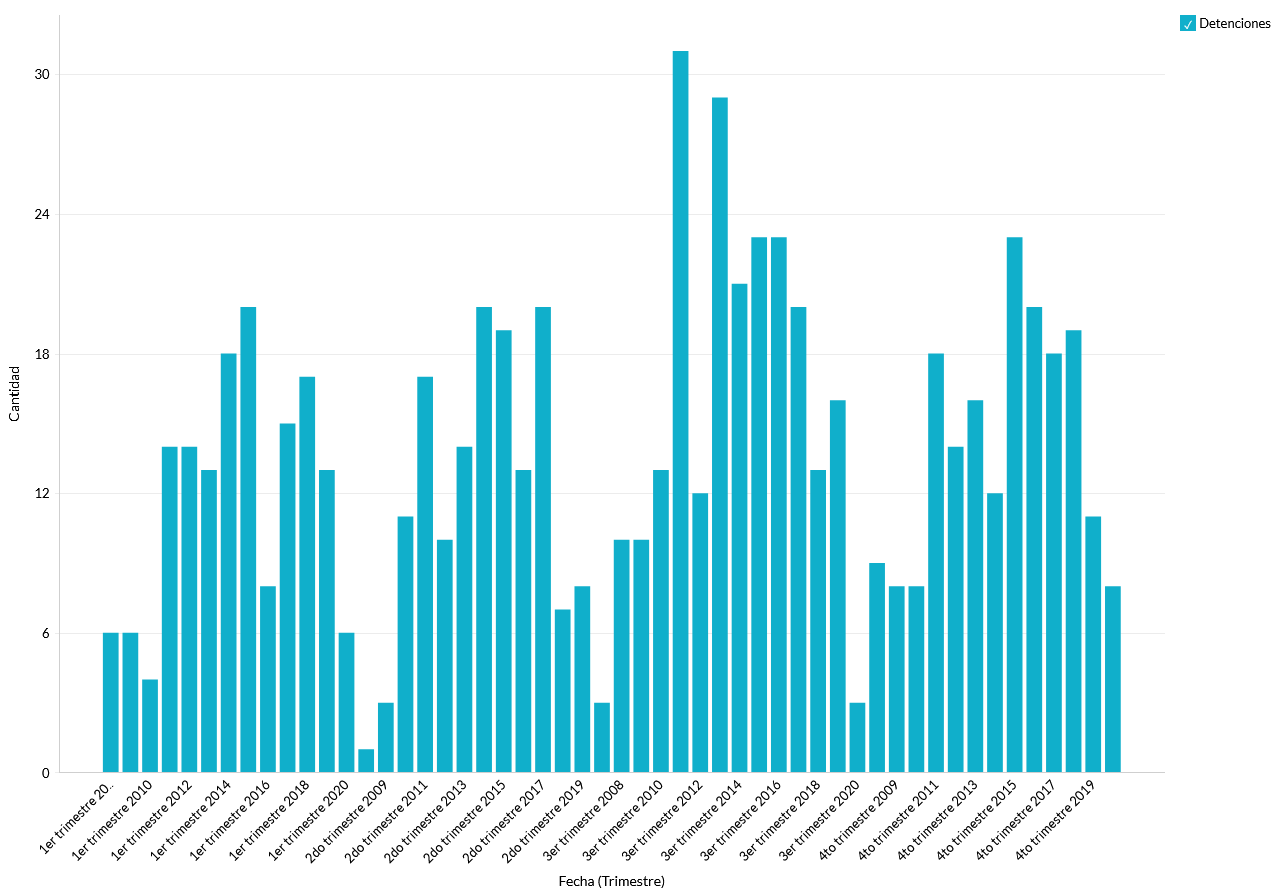 Detenciones
30
24
18
12
6
0
Cantidad
1er trimestre 20..
1er trimestre 2010
1er trimestre 2012
1er trimestre 2014
1er trimestre 2016
1er trimestre 2018
1er trimestre 2020
2do trimestre 2009
2do trimestre 2011
2do trimestre 2013
2do trimestre 2015
2do trimestre 2017
2do trimestre 2019
3er trimestre 2008
3er trimestre 2010
3er trimestre 2012
3er trimestre 2014
3er trimestre 2016
3er trimestre 2018
3er trimestre 2020
4to trimestre 2009
4to trimestre 2011
4to trimestre 2013
4to trimestre 2015
4to trimestre 2017
4to trimestre 2019
Fecha (Trimestre)